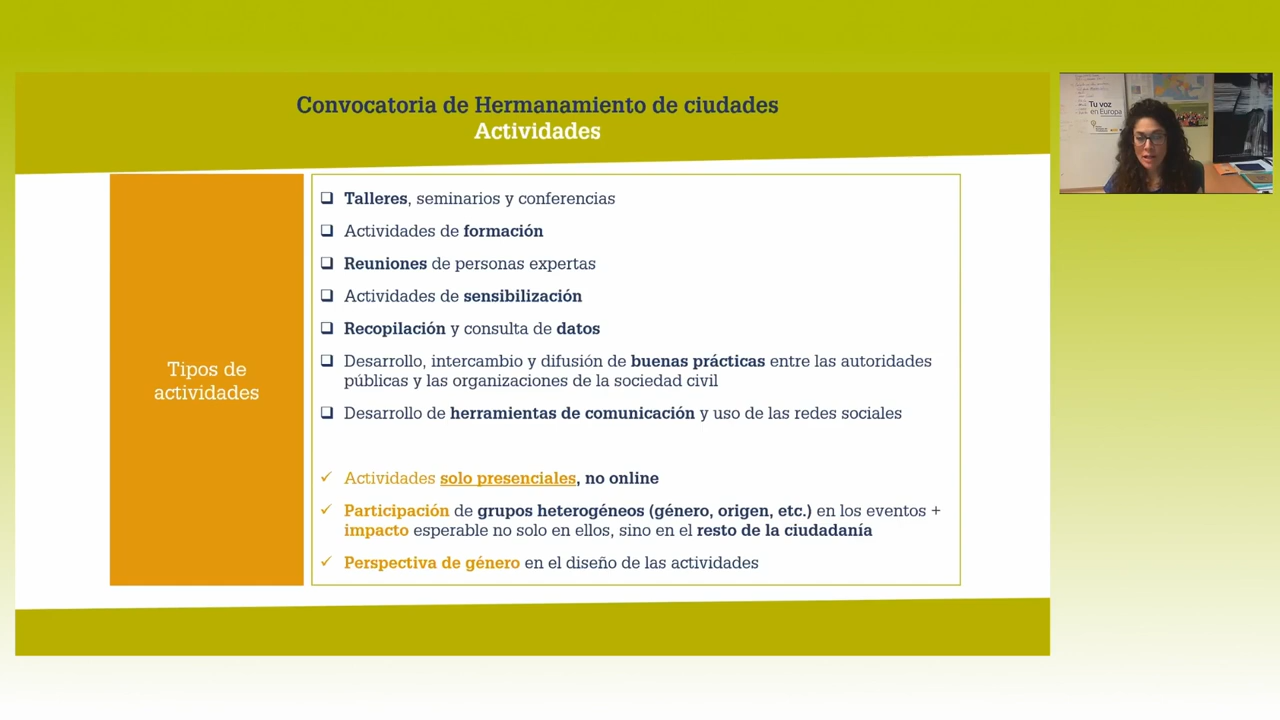 Convocatoria de Hermanamiento de ciudades
Actividades
Tipos de
actividades
Talleres, seminarios y conferencias
Actividades de formación
Reuniones de personas expertas
Actividades de sensibilización
Recopilación y consulta de datos
Desarrollo, intercambio y difusión de buenas prácticas entre las autoridades
públicas y las organizaciones de la sociedad civil
Desarrollo de herramientas de comunicación y uso de las redes sociales
Actividades solo presenciales, no online
Participación de grupos heterogéneos (género, origen, etc.) en los eventos +
impacto esperable no solo en ellos, sino en el resto de la ciudadanía
Perspectiva de género en el diseño de las actividades
Tu voz
en Europa